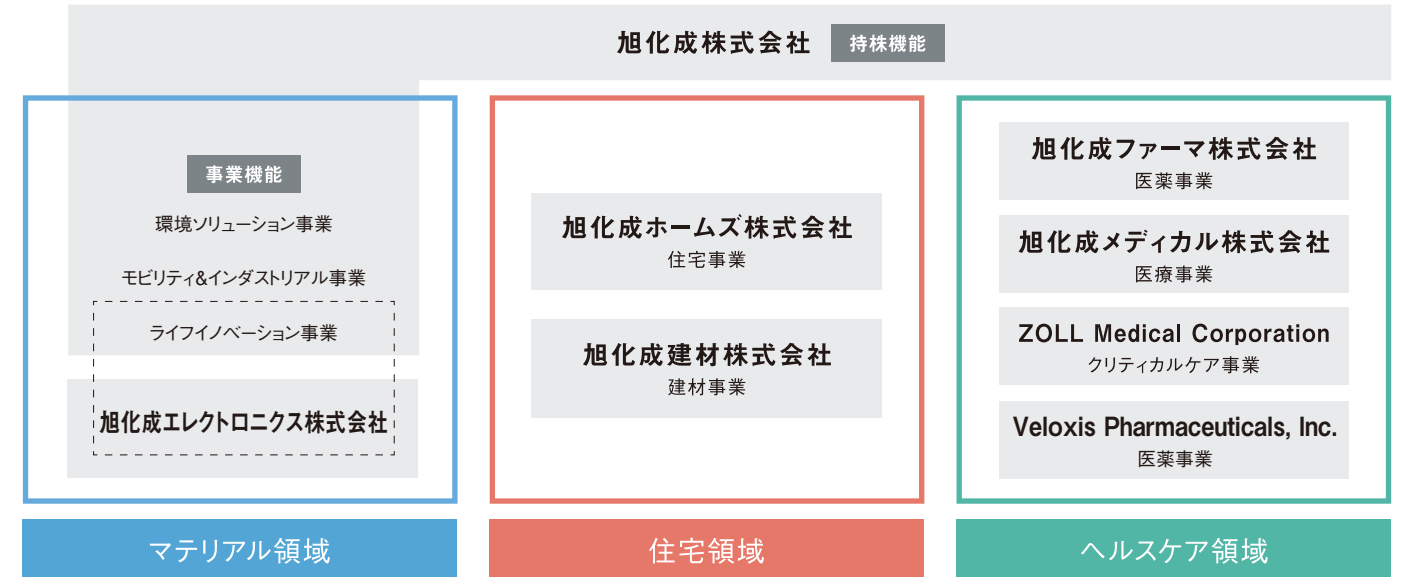 旭化成株式会社 持株機能
事業機能
環境ソリューション事業
モビリティ&インダストリアル事業
ライフイノベーション事業
旭化成エレクトロニクス株式会社
マテリアル領域
旭化成ホームズ株式会社
住宅事業
旭化成建材株式会社
建材事業
住宅領域
旭化成ファーマ株式会社
医薬事業
旭化成メディカル株式会社
医療事業
ZOLL Medical Corporation
クリティカルケア事業
Veloxis Pharmaceuticals, Inc.
医薬事業
ヘルスケア領域